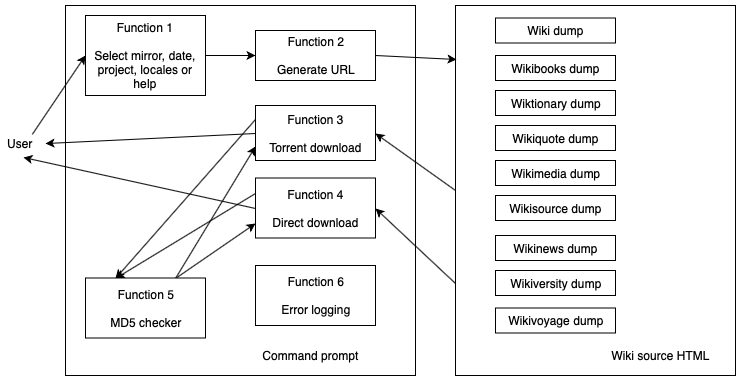 User
Function 1
Select mirror, date,
project, locales or
help
Function 2
Generate URL
Function 3
Torrent download
Function 4
Direct download
Function 5
MD5 checker
Function 6
Error logging
Command prompt
Wiki dump
Wikibooks dump
Wiktionary dump
Wikiquote dump
Wikimedia dump
Wikisource dump
Wikinews dump
Wikiversity dump
Wikivoyage dump
Wiki source HTML